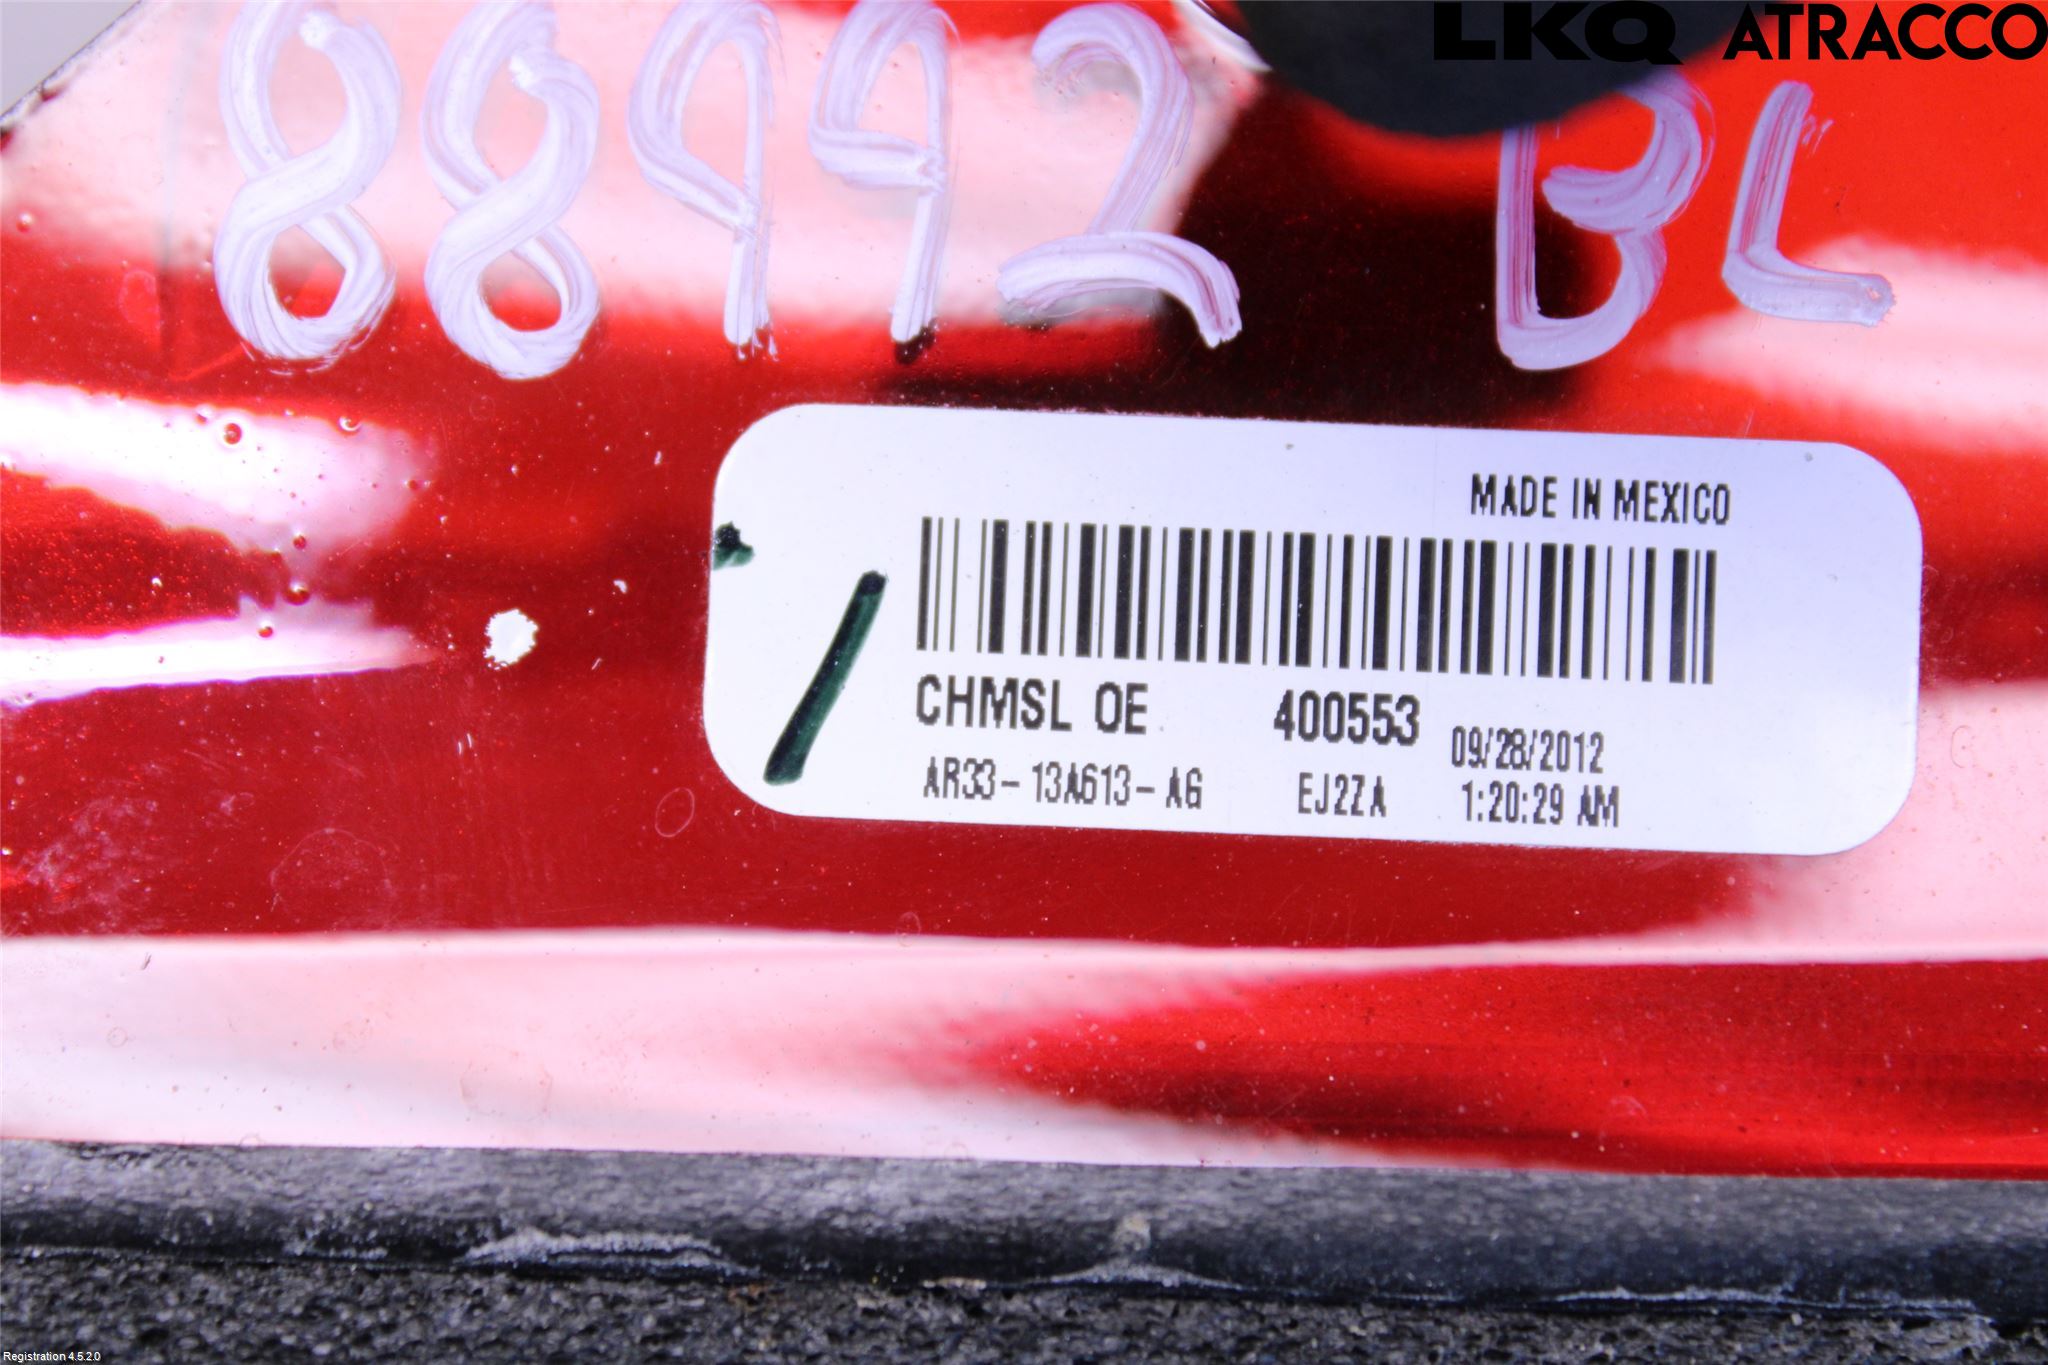 LKQ ATRACCO
88992 BL
MADE IN MEXICO
CHMSL OE 400553 09/28/2012
AR33-13A613-AG EJ2ZA 1:20:29 AM
Registration 4.5.2.0